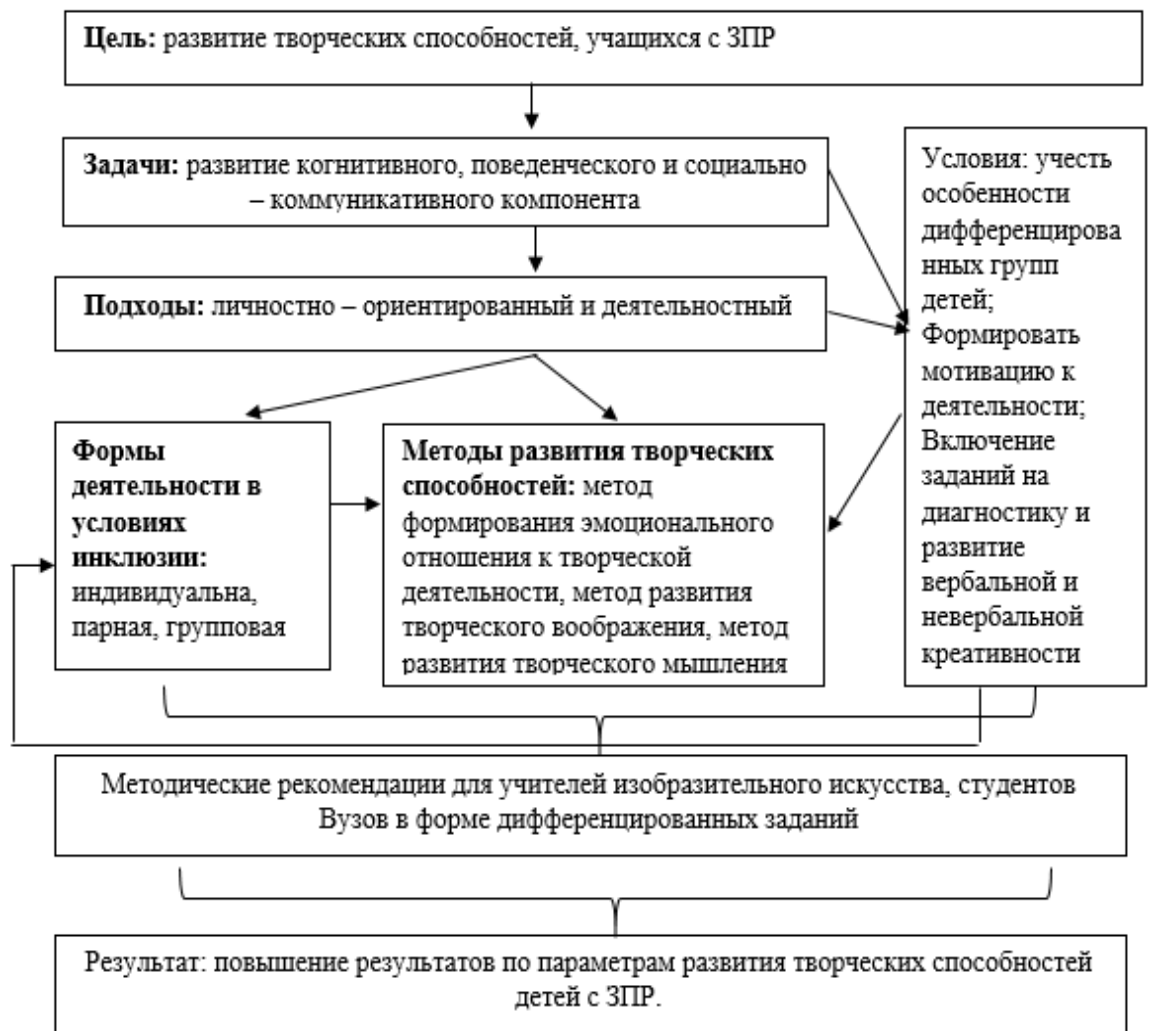 Цель: развитие творческих способностей, учащихся с ЗПР
Задачи: развитие когнитивного, поведенческого и социально
– коммуникативного компонента
Подходы: личностно – ориентированный и деятельностный
Условия: учесть
особенности
дифференцирова
нных групп
детей;
Формировать
мотивацию к
деятельности;
Включение
заданий на
диагностику и
развитие
вербальной и
невербальной
креативности
Формы
деятельности в
условиях
инклюзии:
индивидуальна,
парная, групповая
Методы развития творческих
способностей: метод
формирования эмоционального
отношения к творческой
деятельности, метод развития
творческого воображения, метод
развития творческого мышления
Методические рекомендации для учителей изобразительного искусства, студентов
Вузов в форме дифференцированных заданий
Результат: повышение результатов по параметрам развития творческих способностей
детей с ЗПР.